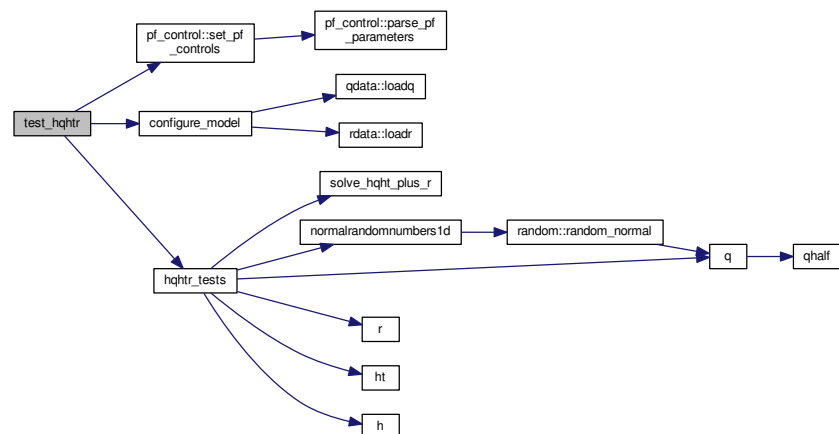 pf_control::set_pf
_controls
pf_control::parse_pf
_parameters
qdata::loadq
test_hqhtr
configure_model
rdata::loadr
solve_hqht_plus_r
normalrandomnumbers1d
random::random_normal
q
qhalf
hqhtr_tests
r
ht
h